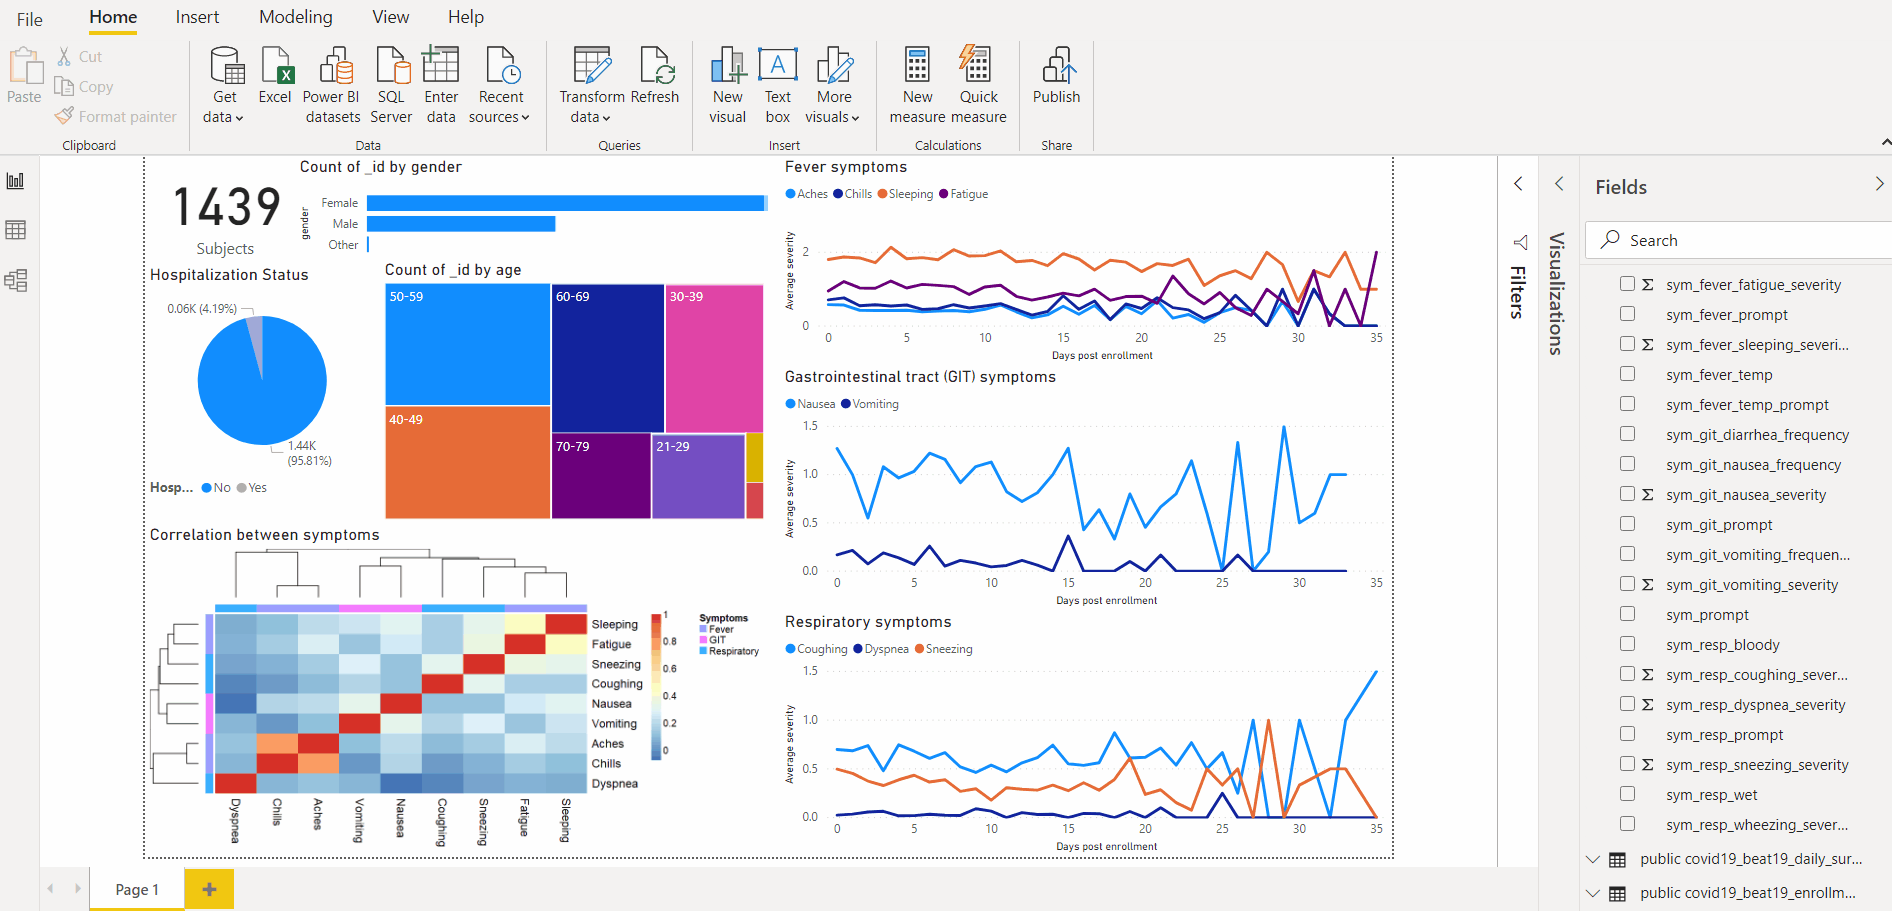 File Home Insert Modeling View Help
Paste
Cut
Copy
Format painter
Clipboard
Get data
Excel
Power BI datasets
SQL Server
Enter data
Recent sources
Data
Transform data
Refresh
Queries
New visual
Text box
More visuals
Insert
New measure
Quick measure
Calculations
Publish
Share
1439
Subjects
Count of _id by gender
gender
Female
Male
Other
Hospitalization Status
0.06K (4.19%)
1.44K
(95.81%)
Hosp... No Yes
Count of _id by age
50-59
60-69
30-39
40-49
70-79
21-29
Correlation between symptoms
Sleeping
Fatigue
Sneezing
Coughing
Nausea
Vomiting
Aches
Chills
Dyspnea
Dyspnea
Chills
Aches
Vomiting
Nausea
Coughing
Sneezing
Fatigue
Sleeping
1
0.8
0.6
0.4
0.2
0
Symptoms
Fever
GIT
Respiratory
Fever symptoms
Aches Chills Sleeping Fatigue
Average severity
2
0
0 5 10 15 20 25 30 35
Days post enrollment
Gastrointestinal tract (GIT) symptoms
Nausea Vomiting
Average severity
1.5
1.0
0.5
0.0
0 5 10 15 20 25 30 35
Days post enrollment
Respiratory symptoms
Coughing Dyspnea Sneezing
Average severity
1.5
1.0
0.5
0.0
0 5 10 15 20 25 30 35
Days post enrollment
Filters
Visualizations
Fields
Search
Σ sym_fever_fatigue_severity
sym_fever_prompt
Σ sym_fever_sleeping_severi...
sym_fever_temp
sym_fever_temp_prompt
sym_git_diarrhea_frequency
sym_git_nausea_frequency
Σ sym_git_nausea_severity
sym_git_prompt
sym_git_vomiting_frequen...
Σ sym_git_vomiting_severity
sym_prompt
sym_resp_bloody
Σ sym_resp_coughing_sever...
Σ sym_resp_dyspnea_severity
sym_resp_prompt
Σ sym_resp_sneezing_severity
sym_resp_wet
sym_resp_wheezing_sever...
public covid19_beat19_daily_sur...
public covid19_beat19_enrollm...
Page 1